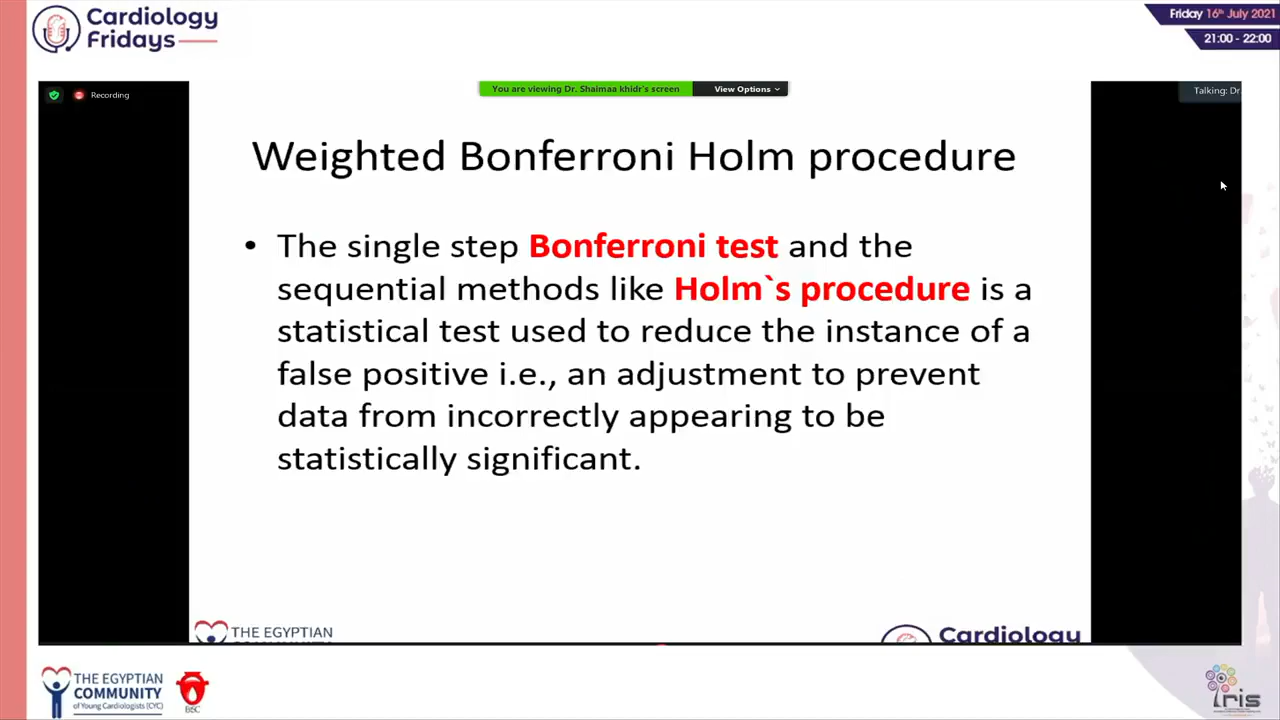 Cardiology
Fridays
Friday 16th July 2021
21:00 - 22:00
Recording
You are viewing Dr. Shaimaa khidr's screen
View Options
Talking: Dr
Weighted Bonferroni Holm procedure
• The single step Bonferroni test and the
sequential methods like Holm`s procedure is a
statistical test used to reduce the instance of a
false positive i.e., an adjustment to prevent
data from incorrectly appearing to be
statistically significant.
THE EGYPTIAN
Cardiology
THE EGYPTIAN
COMMUNITY
of Young Cardiologists (CYC)
iris